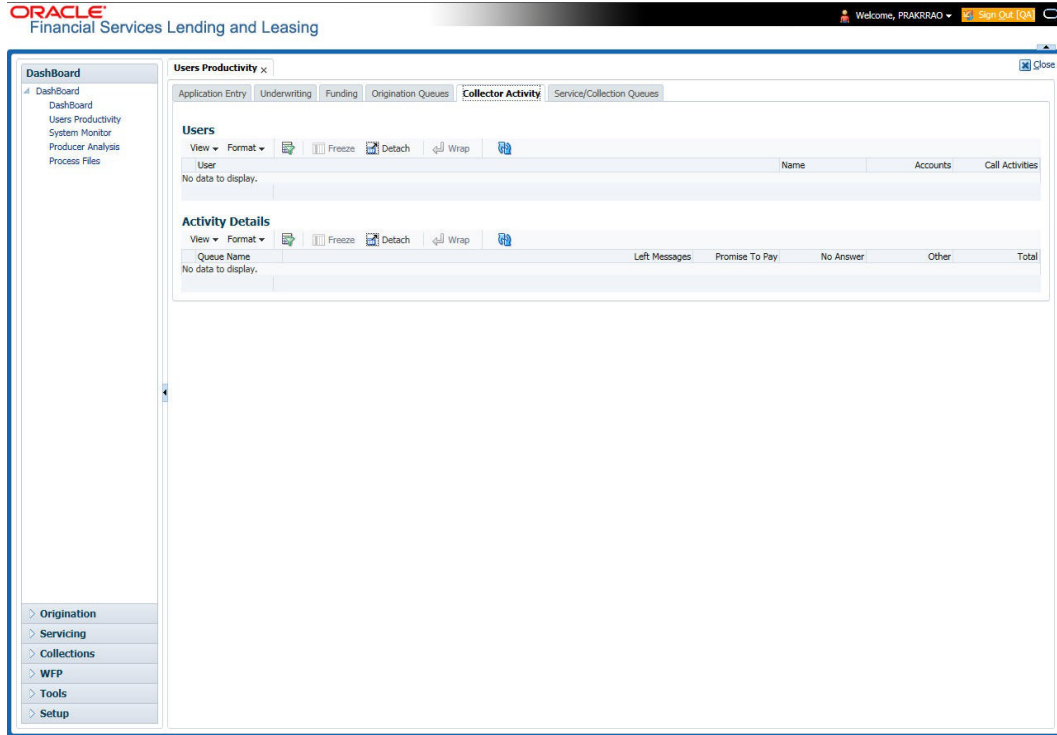 ORACLE
Financial Services Lending and Leasing
Welcome, PRAKRRAO
Sign Out [QA]
Close
DashBoard
DashBoard
DashBoard
Users Productivity
System Monitor
Producer Analysis
Process Files
Origination
Servicing
Collections
WFP
Tools
Setup
Users Productivity
Application Entry Underwriting Funding Origination Queues Collector Activity Service/Collection Queues
Users
View Format Freeze Detach Wrap
User Name Accounts Call Activities
No data to display.
Activity Details
View Format Freeze Detach Wrap
Queue Name Left Messages Promise To Pay No Answer Other Total
No data to display.